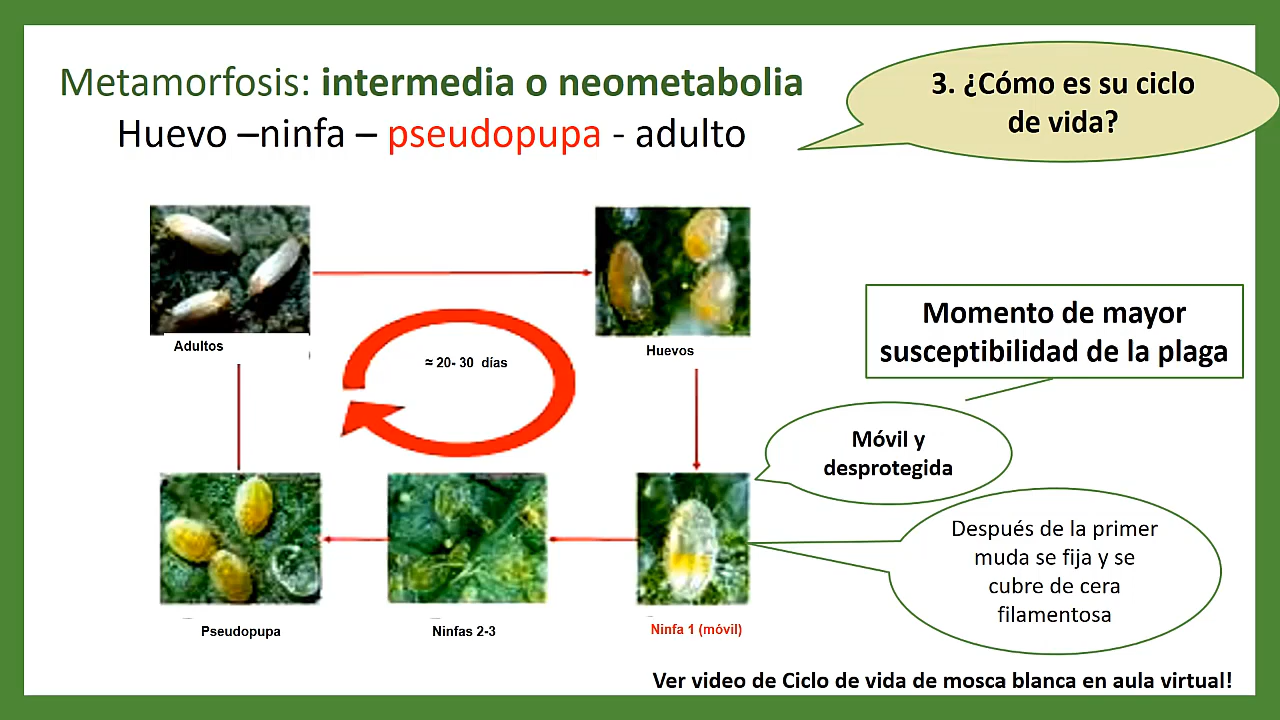 Metamorfosis: intermedia o neometabolia
Huevo –ninfa – pseudopupa - adulto
3. ¿Cómo es su ciclo
de vida?
Adultos
≈ 20- 30 días
Huevos
Momento de mayor
susceptibilidad de la plaga
Móvil y
desprotegida
Después de la primer
muda se fija y se
cubre de cera
filamentosa
Pseudopupa
Ninfas 2-3
Ninfa 1 (móvil)
Ver video de Ciclo de vida de mosca blanca en aula virtual!